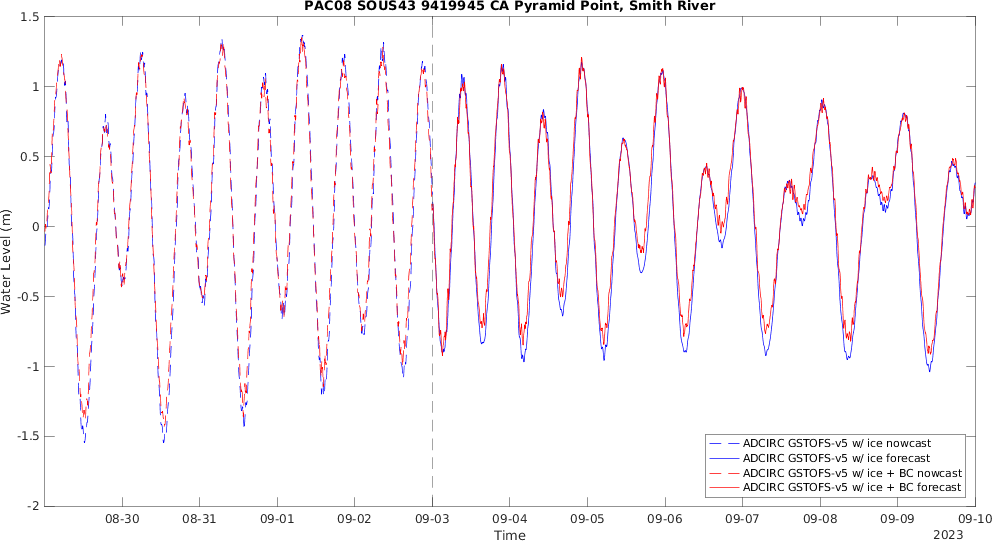 PAC08 SOUS43 9419945 CA Pyramid Point, Smith River
1.5
1
0.5
0
-0.5
-1
-1.5
-2
Water Level (m)
08-30 08-31 09-01 09-02 09-03 09-04 09-05 09-06 09-07 09-08 09-09 09-10
Time
2023
ADCIRC GSTOFS-v5 w/ ice nowcast
ADCIRC GSTOFS-v5 w/ ice forecast
ADCIRC GSTOFS-v5 w/ ice + BC nowcast
ADCIRC GSTOFS-v5 w/ ice + BC forecast